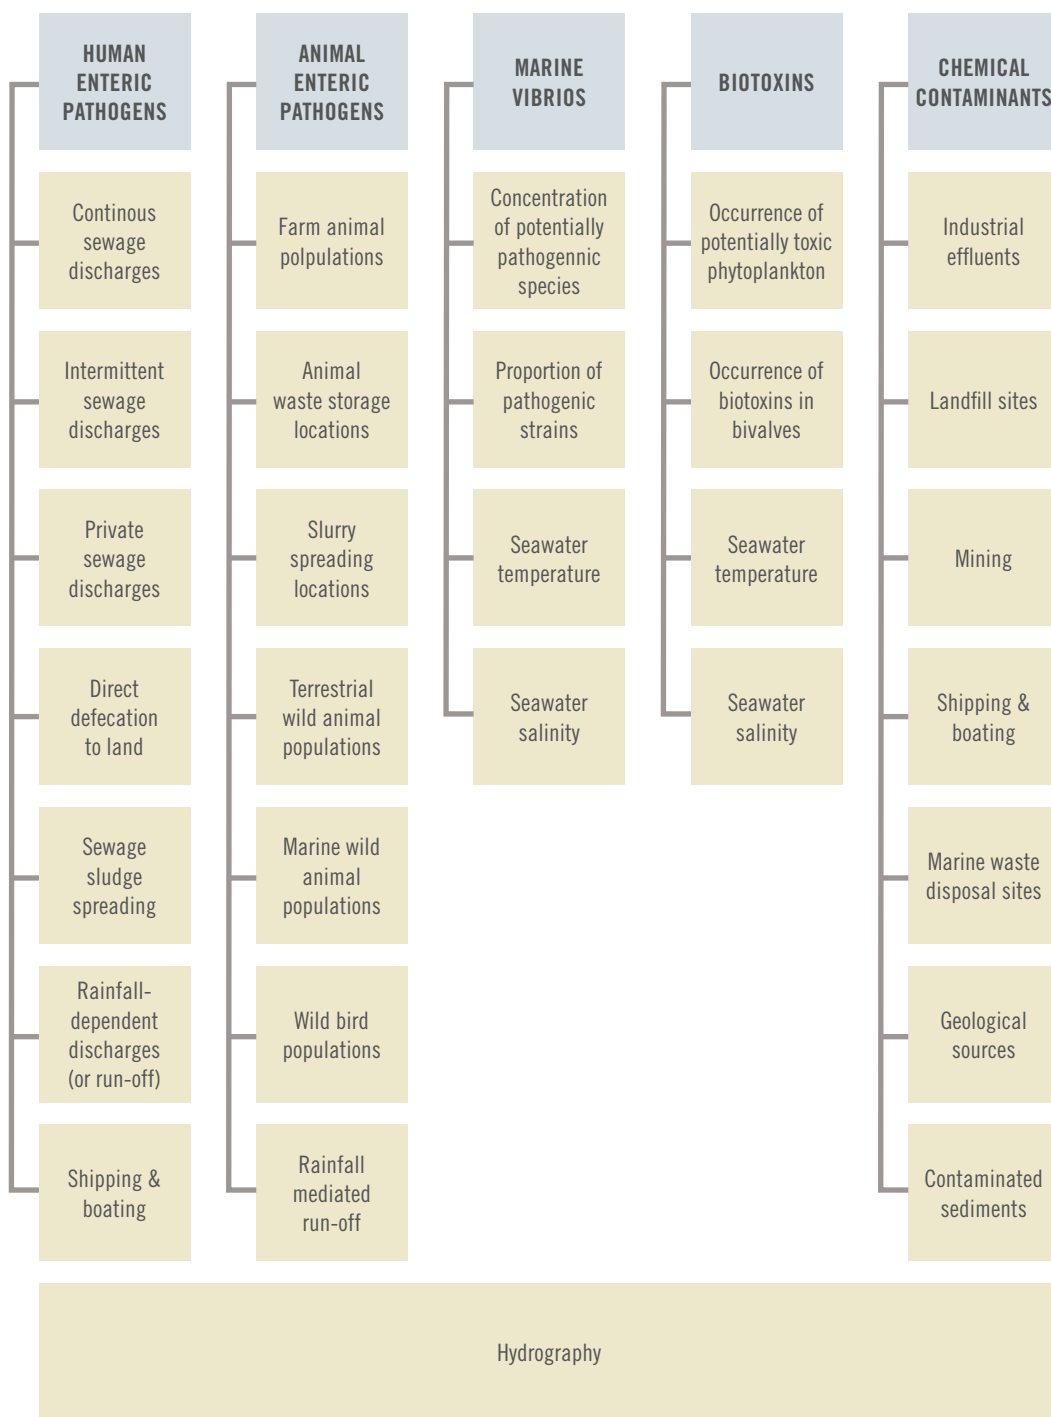 HUMAN
ENTERIC
PATHOGENS
Continous
sewage
discharges
Intermittent
sewage
discharges
Private
sewage
discharges
Direct
defecation
to land
Sewage
sludge
spreading
Rainfall-
dependent
discharges
(or run-off)
Shipping &
boating
ANIMAL
ENTERIC
PATHOGENS
Farm animal
polpulations
Animal
waste storage
locations
Slurry
spreading
locations
Terrestrial
wild animal
populations
Marine wild
animal
populations
Wild bird
populations
Rainfall
mediated
run-off
MARINE
VIBRIOS
Concentration
of potentially
pathogennic
species
Proportion of
pathogenic
strains
Seawater
temperature
Seawater
salinity
BIOTOXINS
Occurrence of
potentially toxic
phytoplankton
Occurrence of
biotoxins in
bivalves
Seawater
temperature
Seawater
salinity
CHEMICAL
CONTAMINANTS
Industrial
effluents
Landfill sites
Mining
Shipping &
boating
Marine waste
disposal sites
Geological
sources
Contaminated
sediments
Hydrography